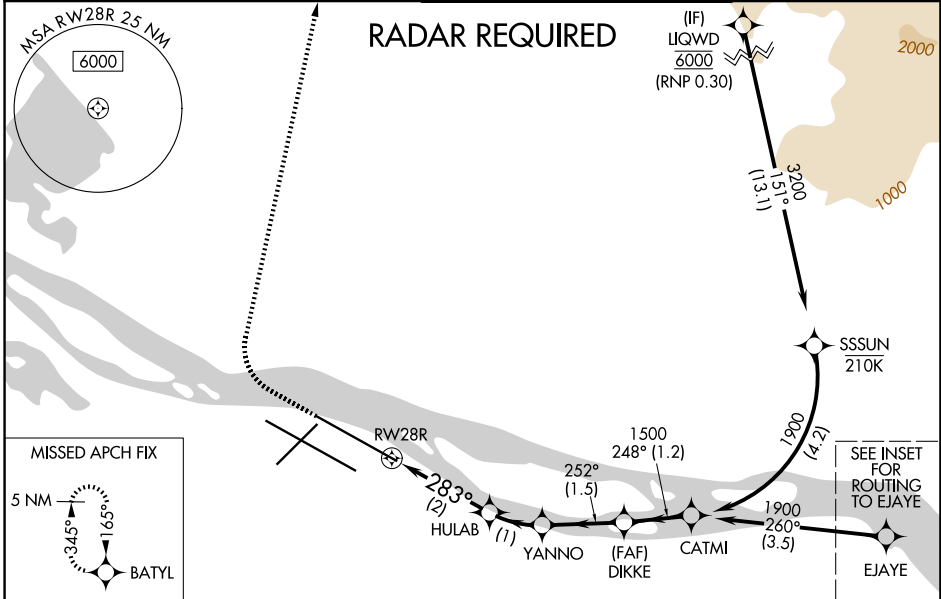 MSA RW28R 25 NM
6000
RADAR REQUIRED
(IF)
LIQWD
6000
(RNP 0.30)
2000
1000
3200
151°
(13.1)
SSSUN
210K
1900
(4.2)
MISSED APCH FIX
5 NM
345°
165°
BATYL
RW28R
283°
(2)
HULAB
(1)
YANNO
252°
(1.5)
1500
248° (1.2)
(FAF)
DIKKE
CATMI
1900
260°
(3.5)
SEE INSET
FOR
ROUTING
TO EJAYE
EJAYE